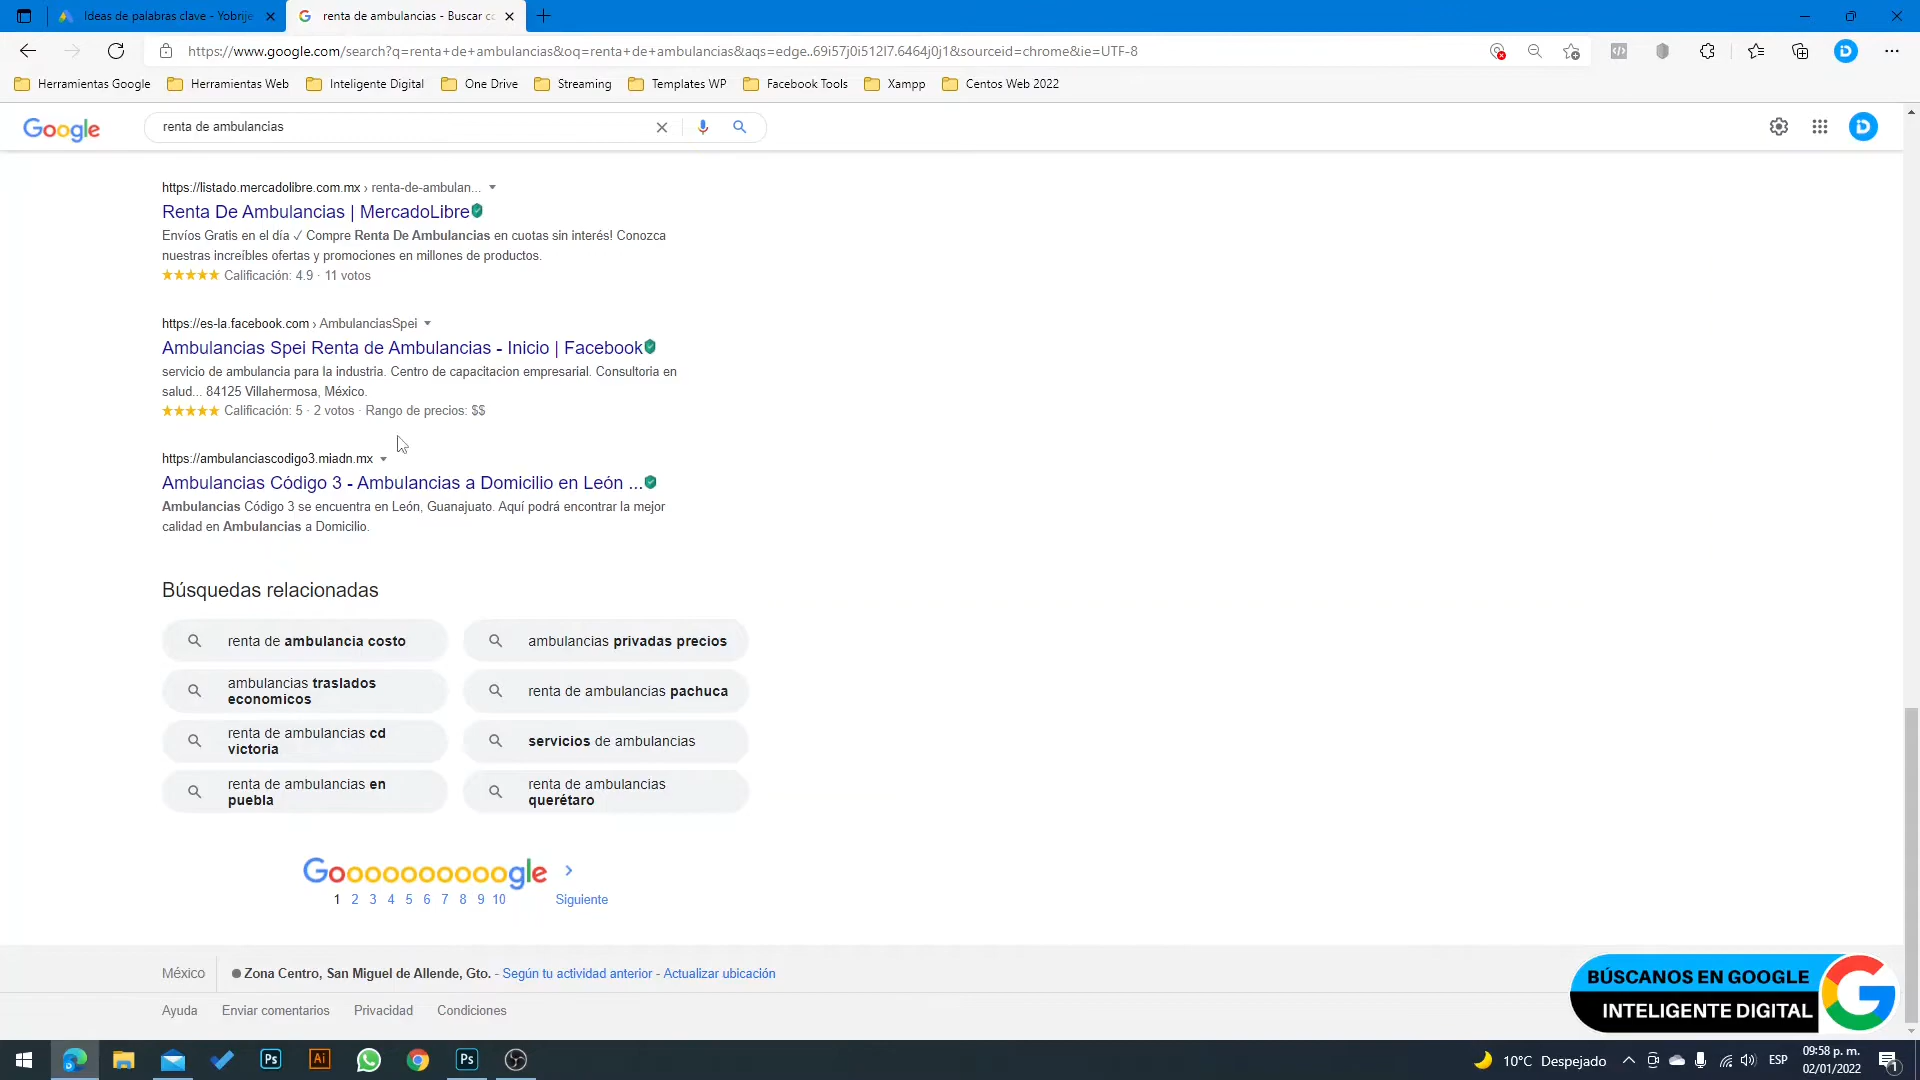 Ideas de palabras clave - Yobrije
renta de ambulancias - Buscar co
https://www.google.com/search?q=renta+de+ambulancias&oq=renta+de+ambulancias&aqs=edge..69i57j0i512l7.6464j0j1&sourceid=chrome&ie=UTF-8
Herramientas Google
Herramientas Web
Inteligente Digital
One Drive
Streaming
Templates WP
Facebook Tools
Xampp
Centos Web 2022
Google
renta de ambulancias
D
https://listado.mercadolibre.com.mx › renta-de-ambulan...
Renta De Ambulancias | MercadoLibre
Envíos Gratis en el día ✓ Compre Renta De Ambulancias en cuotas sin interés! Conozca
nuestras increíbles ofertas y promociones en millones de productos.
★★★★★ Calificación: 4.9 · 11 votos
https://es-la.facebook.com › AmbulanciasSpei
Ambulancias Spei Renta de Ambulancias - Inicio | Facebook
servicio de ambulancia para la industria. Centro de capacitacion empresarial. Consultoria en
salud... 84125 Villahermosa, México.
★★★★★ Calificación: 5 · 2 votos · Rango de precios: $$
https://ambulanciascodigo3.miadn.mx
Ambulancias Código 3 - Ambulancias a Domicilio en León ...
Ambulancias Código 3 se encuentra en León, Guanajuato. Aquí podrá encontrar la mejor
calidad en Ambulancias a Domicilio.
Búsquedas relacionadas
renta de ambulancia costo
ambulancias privadas precios
ambulancias traslados
economicos
renta de ambulancias pachuca
renta de ambulancias cd
victoria
servicios de ambulancias
renta de ambulancias en
puebla
renta de ambulancias
querétaro
Goooooooooogle
1 2 3 4 5 6 7 8 9 10 Siguiente
México
Zona Centro, San Miguel de Allende, Gto. - Según tu actividad anterior - Actualizar ubicación
Ayuda
Enviar comentarios
Privacidad
Condiciones
BÚSCANOS EN GOOGLE
INTELIGENTE DIGITAL
Ps
Ai
Ps
10°C Despejado
ESP
09:58 p. m.
02/01/2022
1